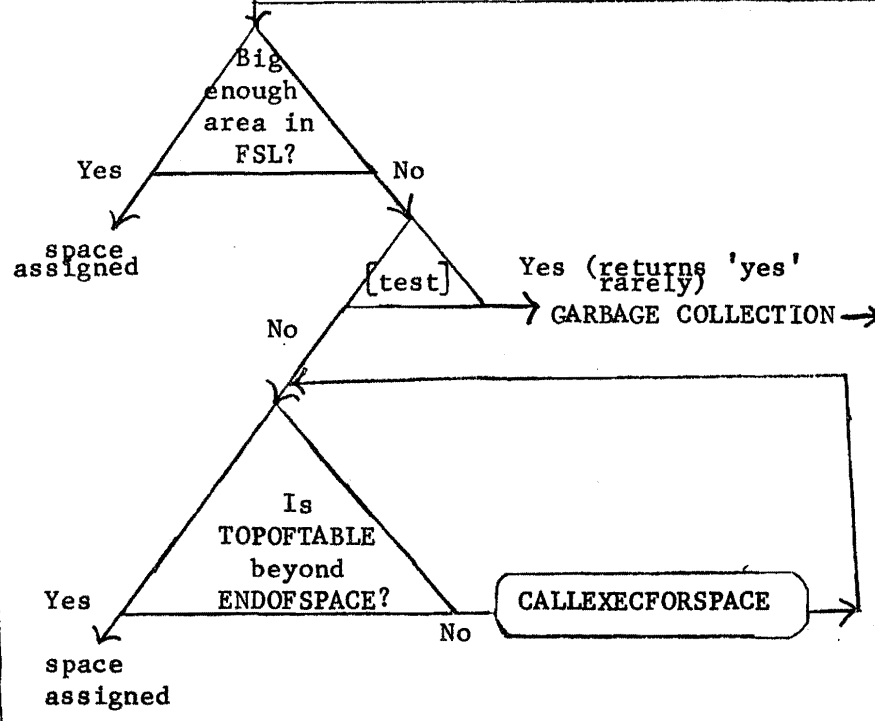 Big
enough
area in
FSL?
Yes
No
space
assigned
[test]
Yes (returns 'yes'
rarely)
GARBAGE COLLECTION
No
Is
TOPOFTABLE
beyond
ENDOFSPACE?
Yes
No
CALLEXECFORSPACE
space
assigned